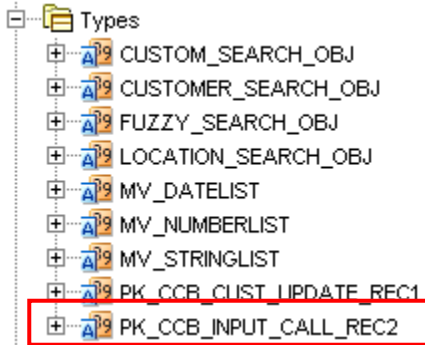 Types
CUSTOM_SEARCH_OBJ
CUSTOMER_SEARCH_OBJ
FUZZY_SEARCH_OBJ
LOCATION_SEARCH_OBJ
MV_DATELIST
MV_NUMBERLIST
MV_STRINGLIST
PK_CCB_CUST_UPDATE_REC1
PK_CCB_INPUT_CALL_REC2